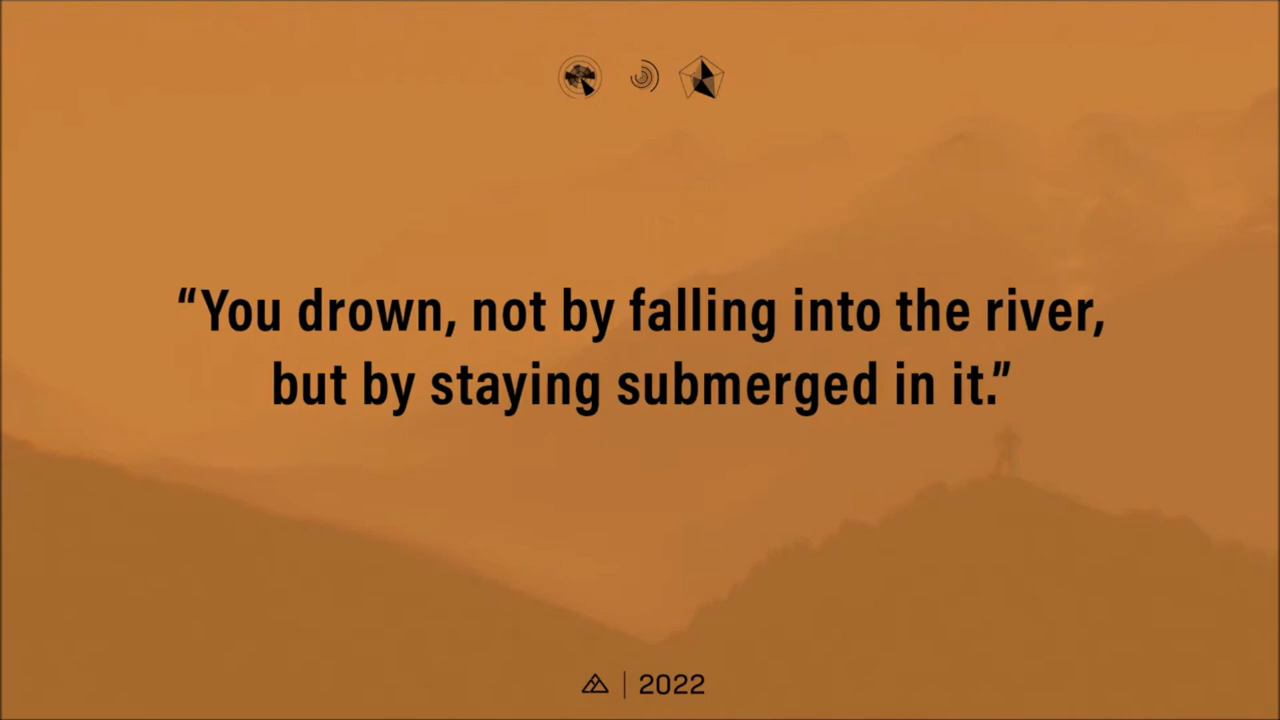 “You drown, not by falling into the river,
but by staying submerged in it.”
2022